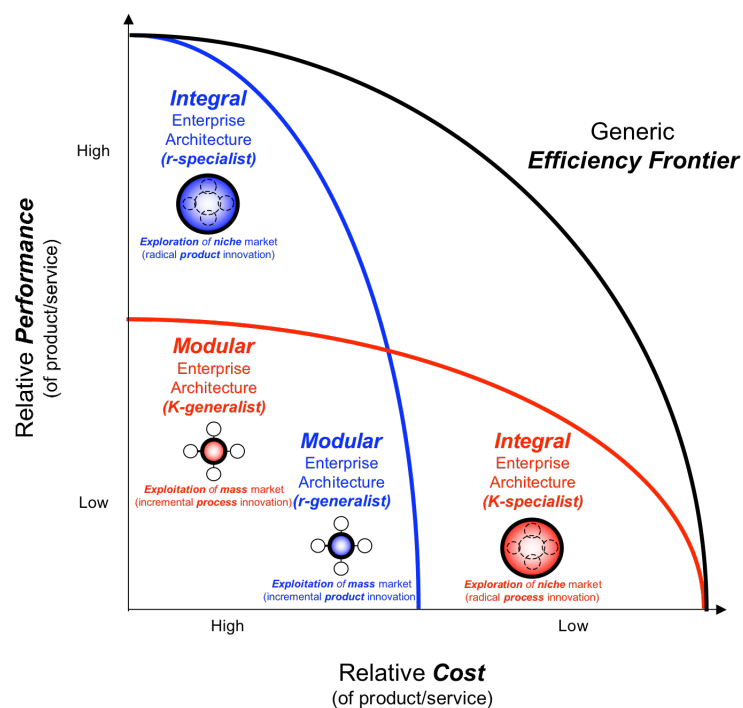 Integral
Enterprise
Architecture
(r-specialist)
Exploration of niche market
(radical product innovation)
Generic
Efficiency Frontier
High
Relative Performance
(of product/service)
Modular
Enterprise
Architecture
(K-generalist)
Exploitation of mass market
(incremental process innovation)
Modular
Enterprise
Architecture
(r-generalist)
Exploitation of mass market
(incremental product innovation
Integral
Enterprise
Architecture
(K-specialist)
Exploration of niche market
(radical process innovation)
Low
High
Low
Relative Cost
(of product/service)